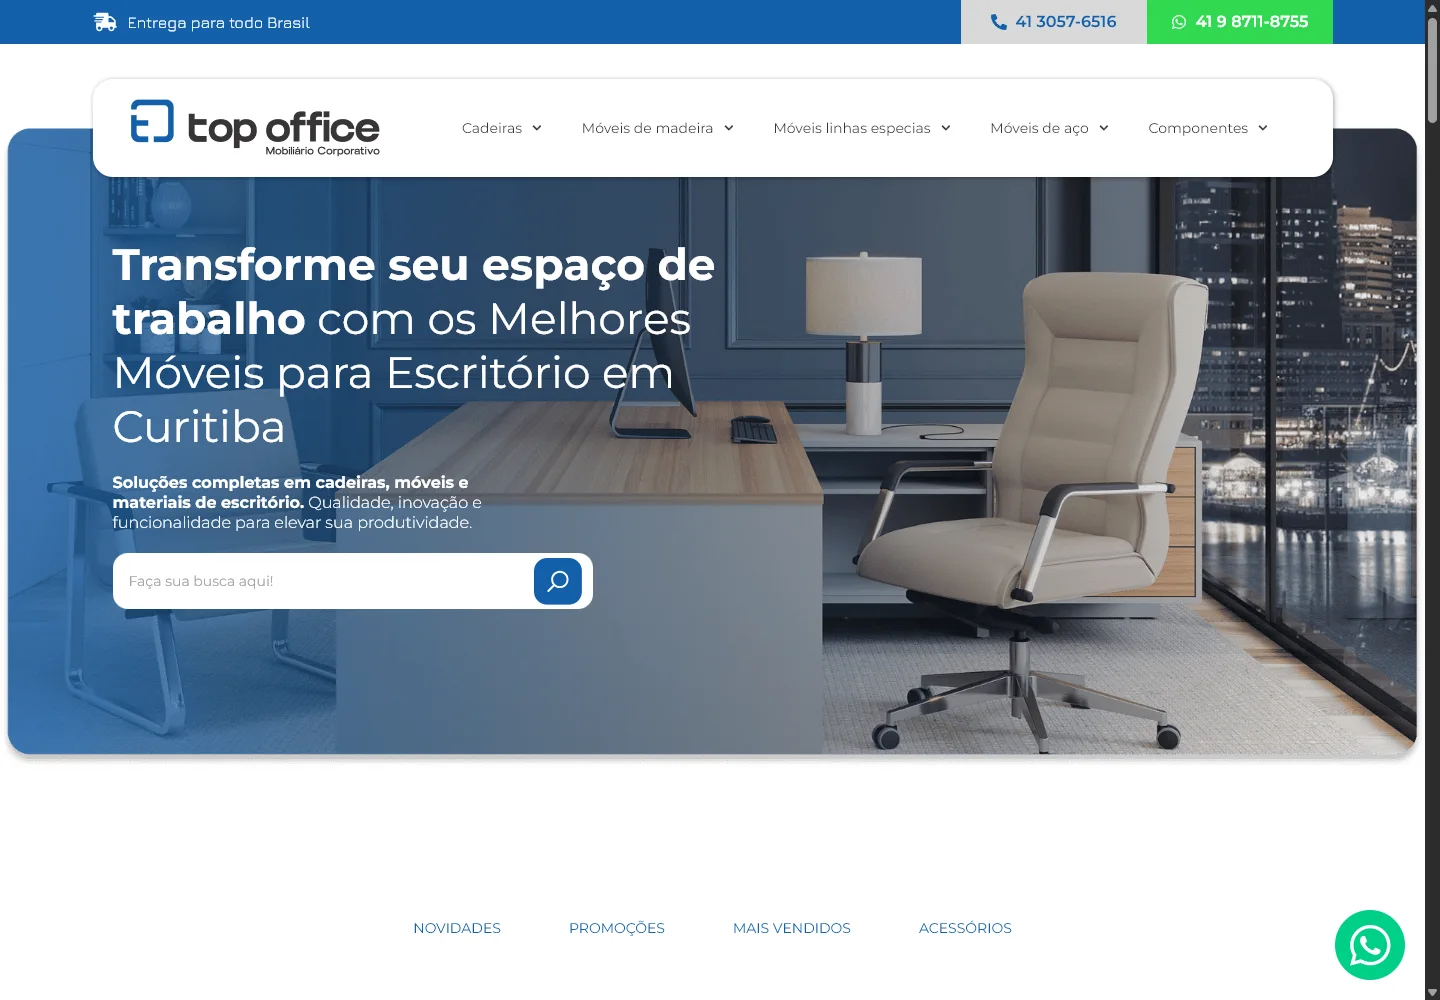 Entrega para todo Brasil
41 3057-6516
41 9 8711-8755
top office
Mobiliário Corporativo
Cadeiras
Móveis de madeira
Móveis linhas especias
Móveis de aço
Componentes
Transforme seu espaço de
trabalho com os Melhores
Móveis para Escritório em
Curitiba
Soluções completas em cadeiras, móveis e
materiais de escritório. Qualidade, inovação e
funcionalidade para elevar sua produtividade.
Faça sua busca aqui!
NOVIDADES
PROMOÇÕES
MAIS VENDIDOS
ACESSÓRIOS